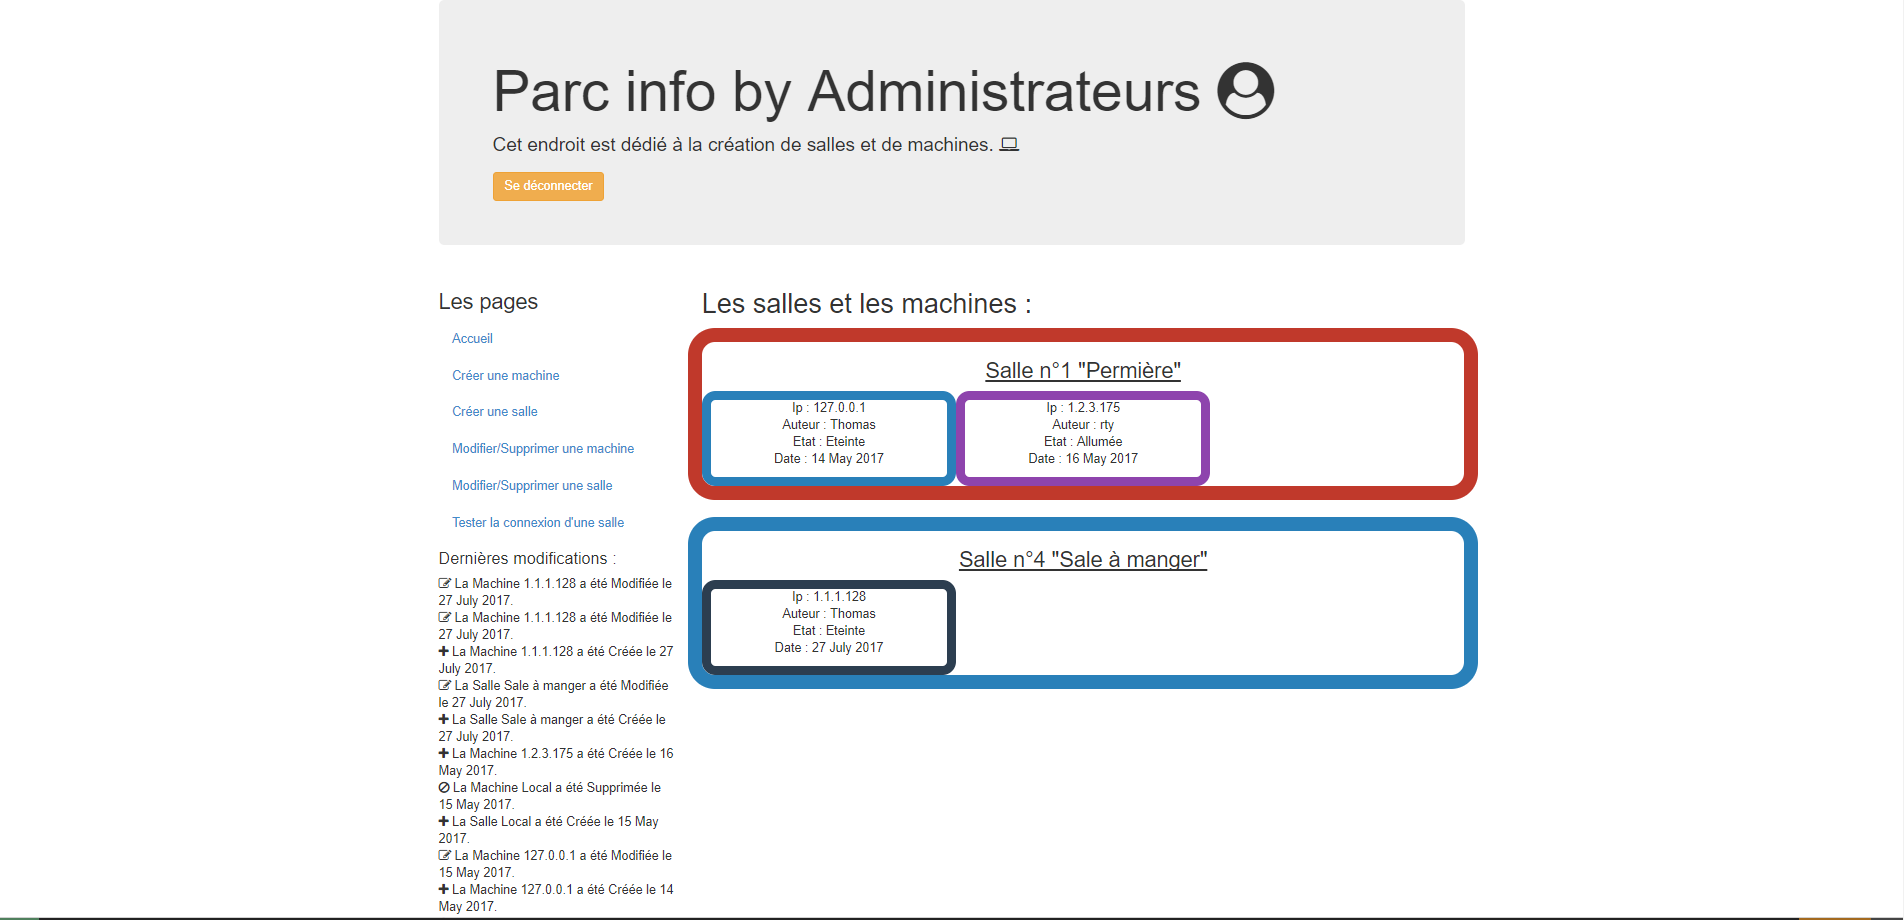 Parc info by Administrateurs
Cet endroit est dédié à la création de salles et de machines.
Se déconnecter
Les pages
Accueil
Créer une machine
Créer une salle
Modifier/Supprimer une machine
Modifier/Supprimer une salle
Tester la connexion d'une salle
Dernières modifications :
La Machine 1.1.1.128 a été Modifiée le
27 July 2017.
La Machine 1.1.1.128 a été Modifiée le
27 July 2017.
La Machine 1.1.1.128 a été Créée le 27
July 2017.
La Salle Sale à manger a été Modifiée
le 27 July 2017.
La Salle Sale à manger a été Créée le
27 July 2017.
La Machine 1.2.3.175 a été Créée le 16
May 2017.
La Machine Local a été Supprimée le
15 May 2017.
La Salle Local a été Créée le 15 May
2017.
La Machine 127.0.0.1 a été Modifiée le
15 May 2017.
La Machine 127.0.0.1 a été Créée le 14
May 2017.
Les salles et les machines :
Salle n°1 "Permière"
Ip : 127.0.0.1
Auteur : Thomas
Etat : Eteinte
Date : 14 May 2017
Ip : 1.2.3.175
Auteur : rty
Etat : Allumée
Date : 16 May 2017
Salle n°4 "Sale à manger"
Ip : 1.1.1.128
Auteur : Thomas
Etat : Eteinte
Date : 27 July 2017